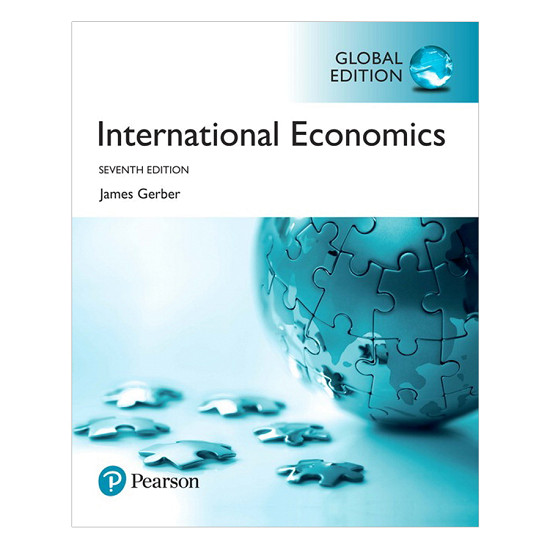 GLOBAL
EDITION
International Economics
SEVENTH EDITION
James Gerber
Pearson